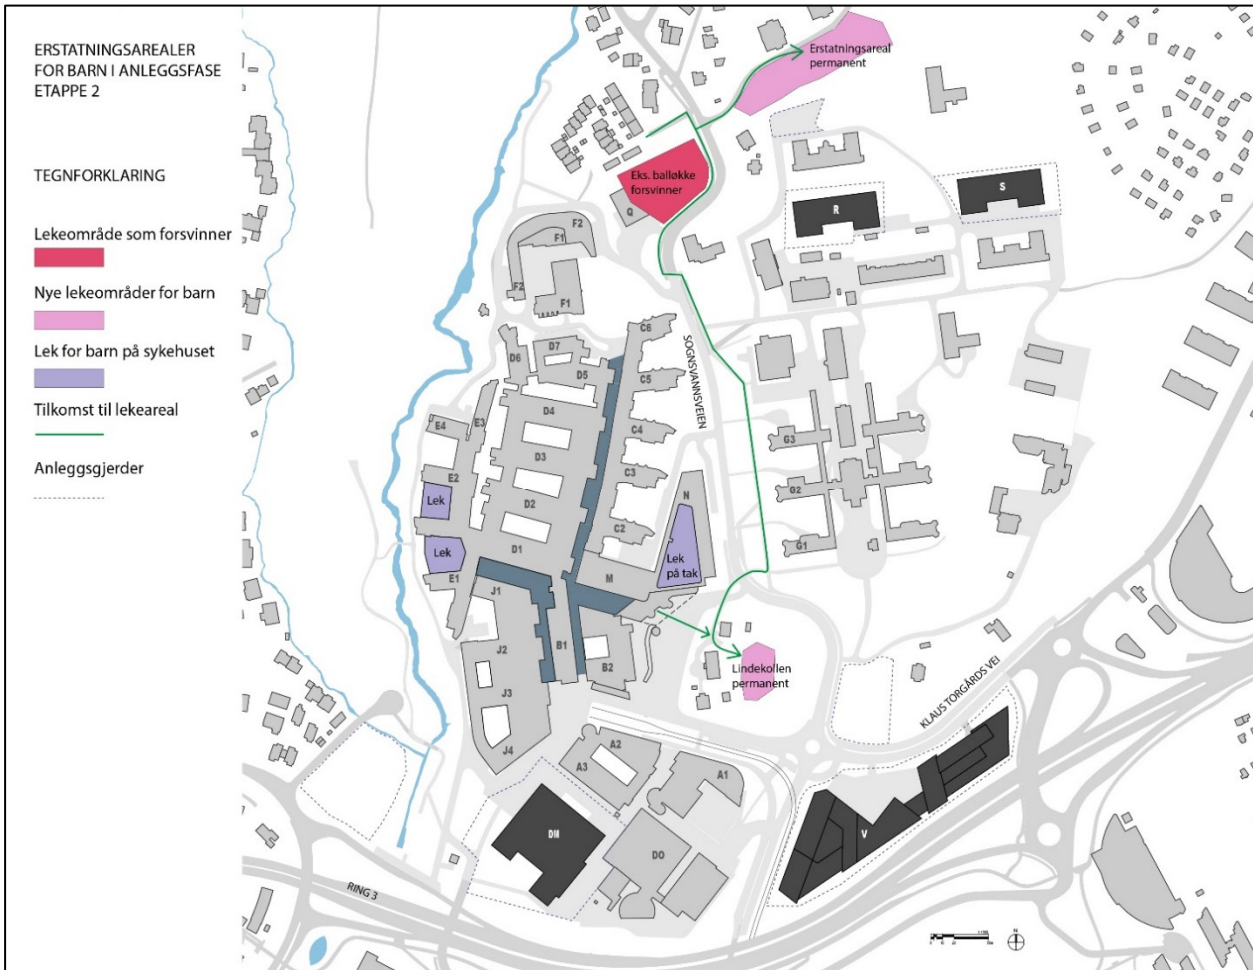 ERSTATNINGSAREALER
FOR BARN I ANLEGGSFASE
ETAPPE 2
TEGNFORKLARING
Lekeområde som forsvinner
Nye lekeområder for barn
Lek for barn på sykehuset
Tilkomst til lekeareal
Anleggsgjerder
Erstatningsareal
permanent
Eks. balløkke
forsvinner
Q
S
R
F2
F1
F2
F1
C6
D7
D6
D5
C5
SOGNSVANNSVEIEN
D4
E4
E3
C4
G3
D3
C3
E2
G2
Lek
N
D2
C2
G1
D1
Lek
Lek
på tak
E1
M
J1
B1
J2
B2
Lindekollen
permanent
J3
KLAUS TORGÅRDS VEI
J4
A2
A3
A1
DM
V
DO
RING 3
N